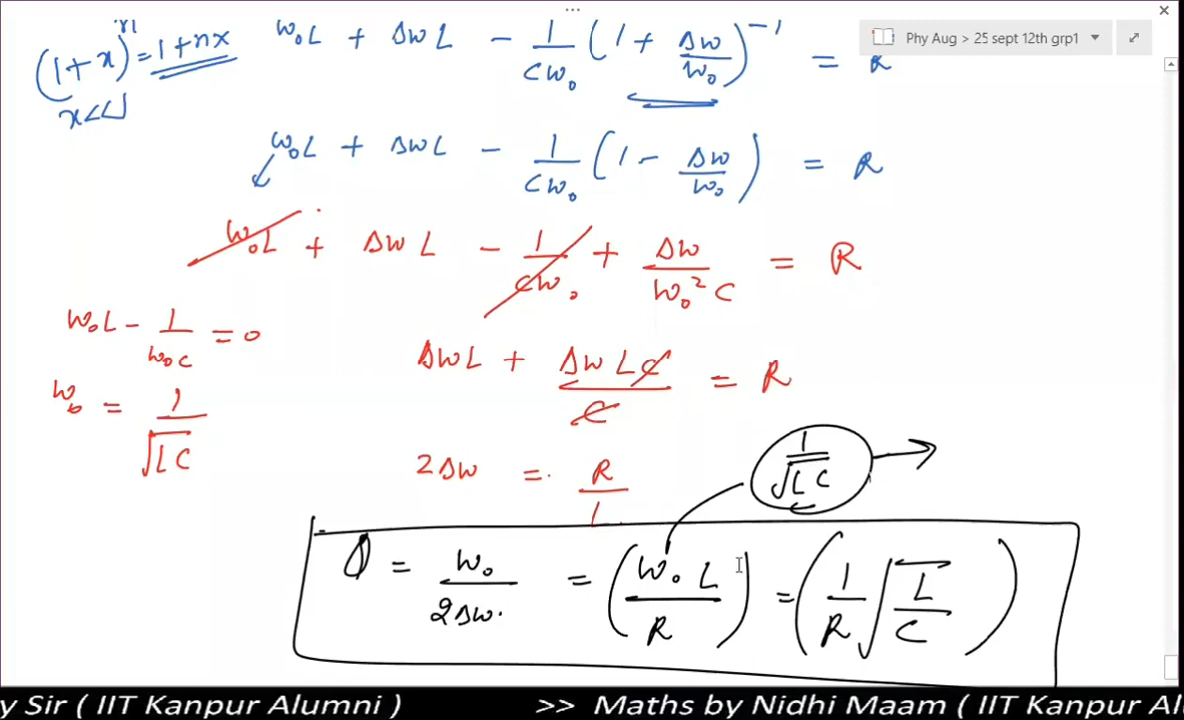 Phy Aug > 25 sept 12th grp1
(1+x)ⁿ = 1+nx
x<<1
ω₀L + Δω L − 1/(Cω₀) (1 + Δω/ω₀)⁻¹ = R
ω₀L + ΔωL − 1/(Cω₀) (1 − Δω/ω₀) = R
ω₀L + Δω L − 1/(Cω₀) + Δω/(ω₀²C) = R
ω₀L − 1/(ω₀C) = 0
ΔωL + Δω LC/C = R
ω₀ = 1/√(LC)
2Δω = R/L
1/√(LC)
Q = ω₀/(2Δω) = (ω₀L/R) = (1/R √(L/C))
y Sir ( IIT Kanpur Alumni ) >> Maths by Nidhi Maam ( IIT Kanpur Al